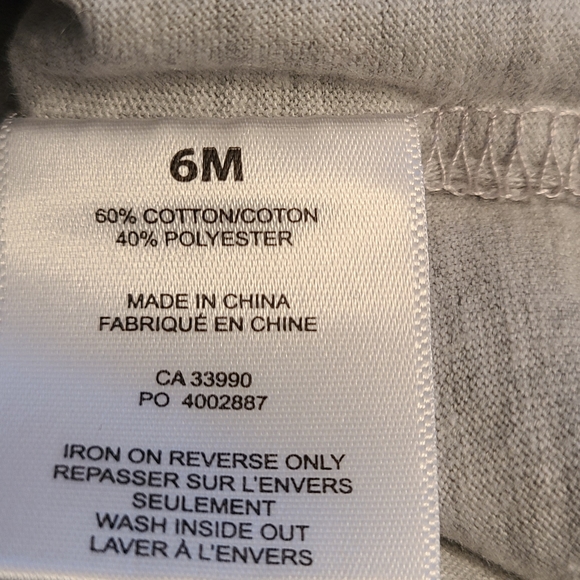 6M
60% COTTON/COTON
40% POLYESTER
MADE IN CHINA
FABRIQUÉ EN CHINE
CA 33990
PO 4002887
IRON ON REVERSE ONLY
REPASSER SUR L'ENVERS
SEULEMENT
WASH INSIDE OUT
LAVER À L'ENVERS